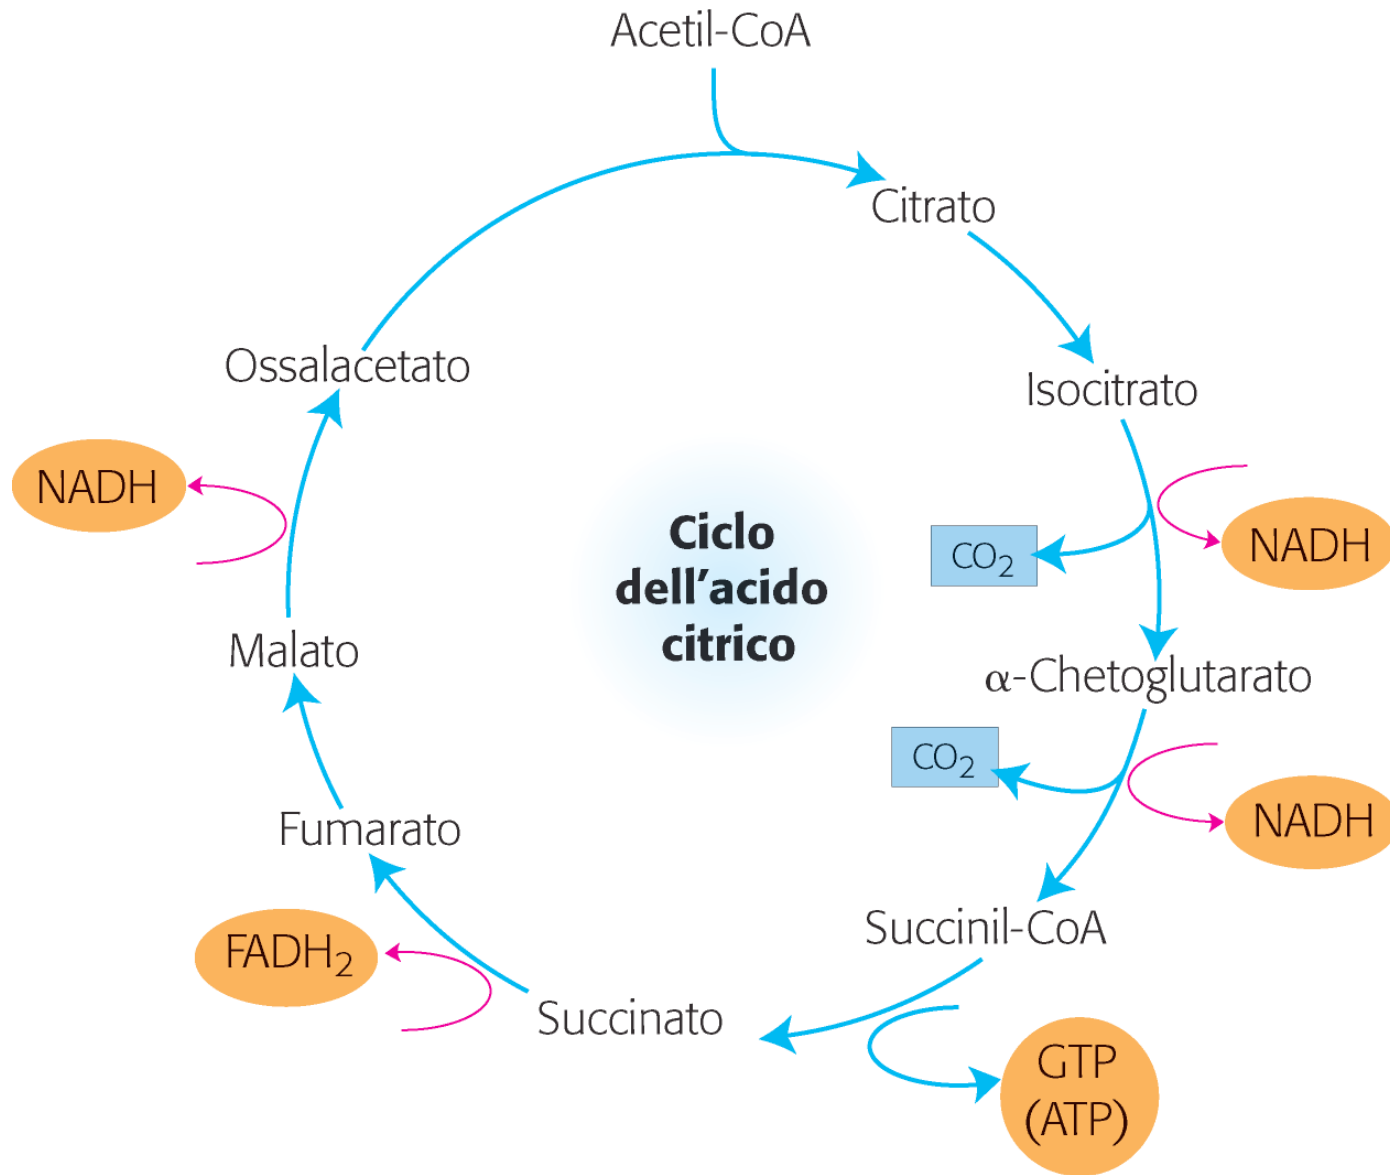 Acetil-CoA
Citrato
Isocitrato
NADH
CO2
α-Chetoglutarato
CO2
NADH
Succinil-CoA
GTP
(ATP)
Succinato
FADH2
Fumarato
Malato
NADH
Ossalacetato
Ciclo
dell’acido
citrico